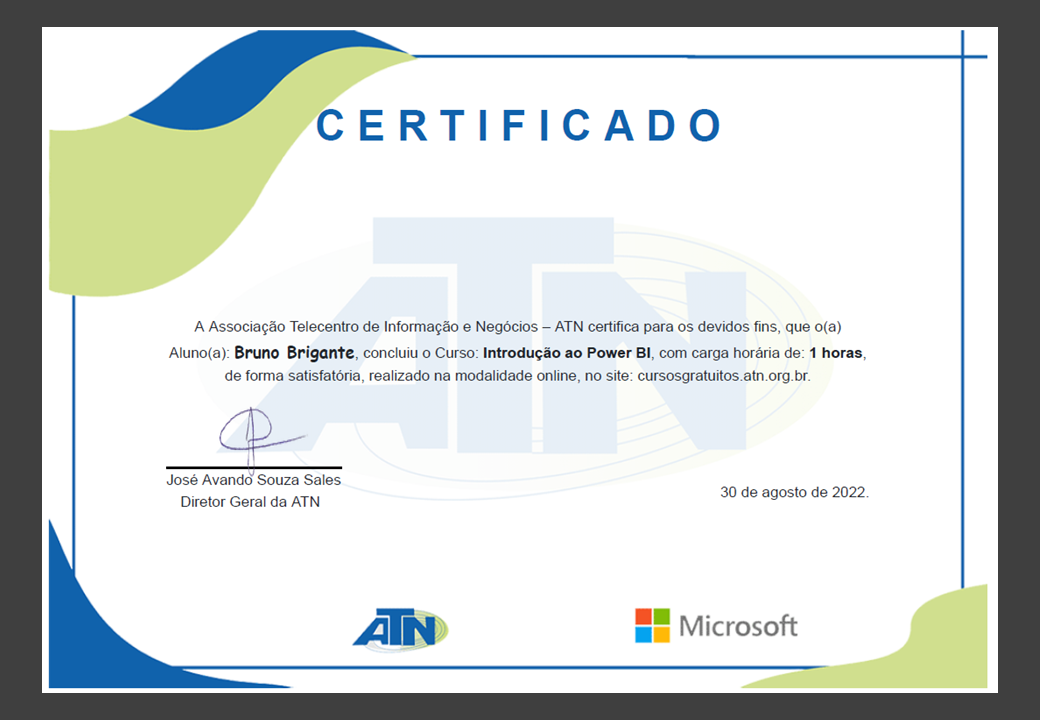 CERTIFICADO
A Associação Telecentro de Informação e Negócios – ATN certifica para os devidos fins, que o(a)
Aluno(a): Bruno Brigante, concluiu o Curso: Introdução ao Power BI, com carga horária de: 1 horas,
de forma satisfatória, realizado na modalidade online, no site: cursosgratuitos.atn.org.br.
José Avando Souza Sales
Diretor Geral da ATN
30 de agosto de 2022.
ATN
Microsoft
ATN